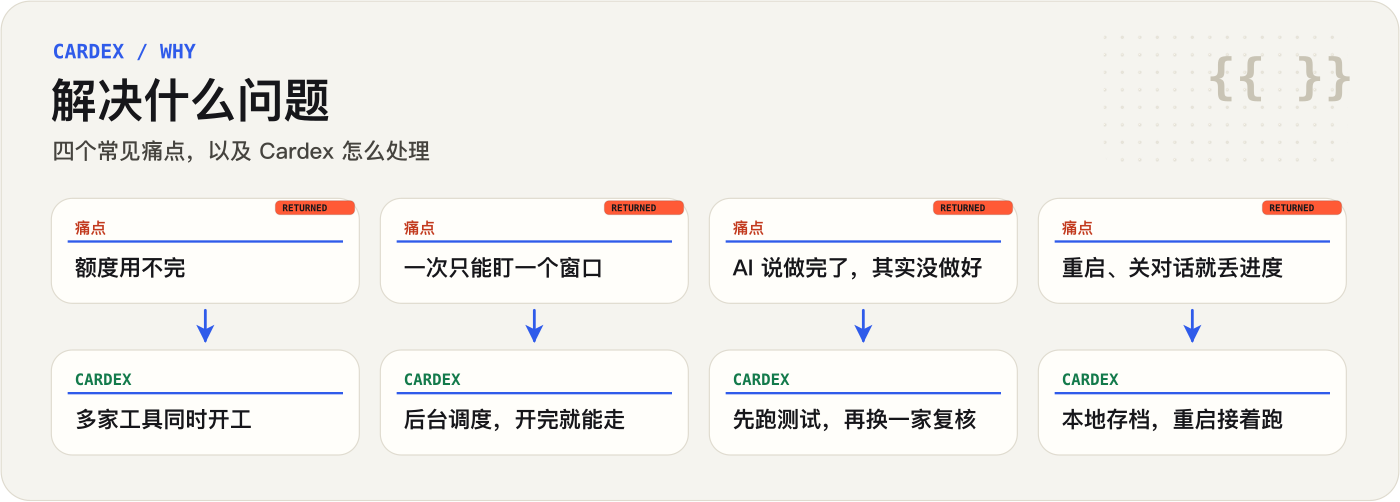 CARDEX / WHY
{{ }}
解决什么问题
四个常见痛点，以及 Cardex 怎么处理
RETURNED
痛点
额度用不完
RETURNED
痛点
一次只能盯一个窗口
RETURNED
痛点
AI 说做完了，其实没做好
RETURNED
痛点
重启、关对话就丢进度
CARDEX
多家工具同时开工
CARDEX
后台调度，开完就能走
CARDEX
先跑测试，再换一家复核
CARDEX
本地存档，重启接着跑